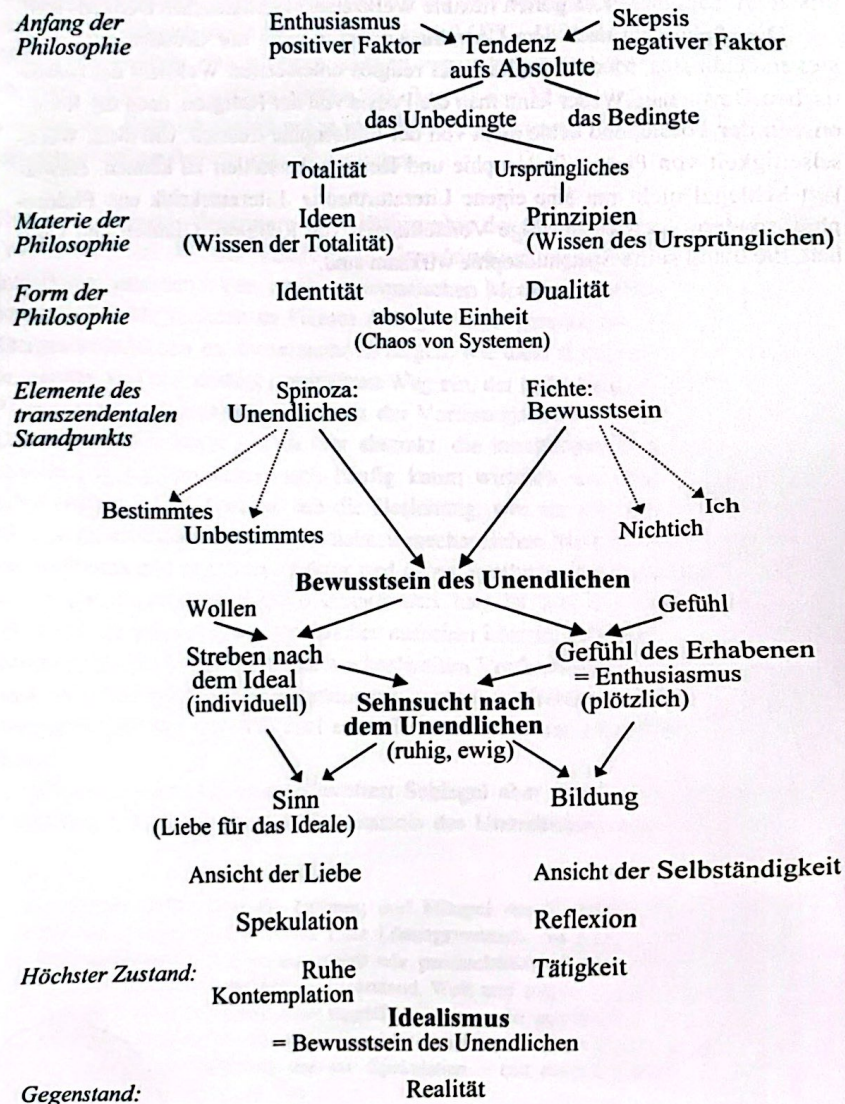 Anfang der
Philosophie
Enthusiasmus
positiver Faktor
Skepsis
negativer Faktor
Tendenz
aufs Absolute
das Unbedingte
das Bedingte
Totalität
Ursprüngliches
Materie der
Philosophie
Ideen
(Wissen der Totalität)
Prinzipien
(Wissen des Ursprünglichen)
Form der
Philosophie
Identität
Dualität
absolute Einheit
(Chaos von Systemen)
Elemente des
transzendentalen
Standpunkts
Spinoza:
Unendliches
Fichte:
Bewusstsein
Bestimmtes
Unbestimmtes
Ich
Nichtich
Bewusstsein des Unendlichen
Wollen
Gefühl
Streben nach
dem Ideal
(individuell)
Gefühl des Erhabenen
= Enthusiasmus
(plötzlich)
Sehnsucht nach
dem Unendlichen
(ruhig, ewig)
Sinn
(Liebe für das Ideale)
Bildung
Ansicht der Liebe
Ansicht der Selbständigkeit
Spekulation
Reflexion
Höchster Zustand:
Ruhe
Kontemplation
Tätigkeit
Idealismus
= Bewusstsein des Unendlichen
Gegenstand:
Realität